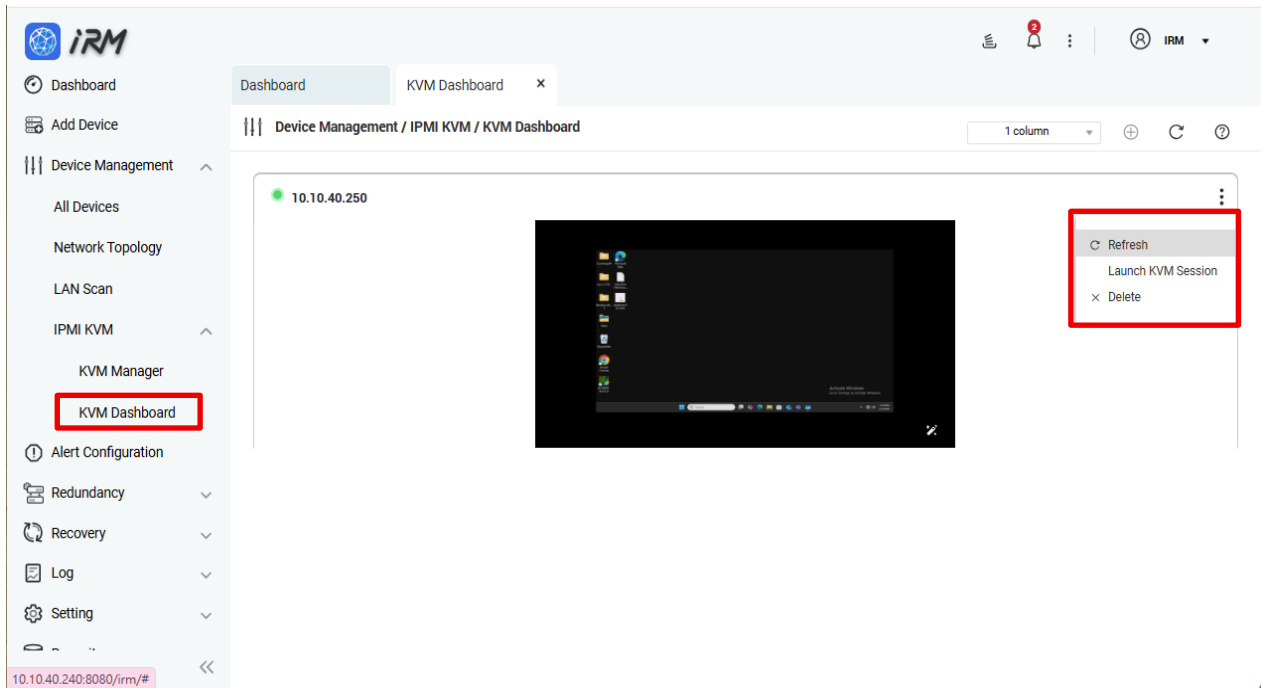 iRM
2
IRM
Dashboard
Add Device
Device Management
All Devices
Network Topology
LAN Scan
IPMI KVM
KVM Manager
KVM Dashboard
Alert Configuration
Redundancy
Recovery
Log
Setting
10.10.40.240:8080/irm/#
Dashboard
KVM Dashboard
Device Management / IPMI KVM / KVM Dashboard
1 column
10.10.40.250
Refresh
Launch KVM Session
Delete
Activate Windows